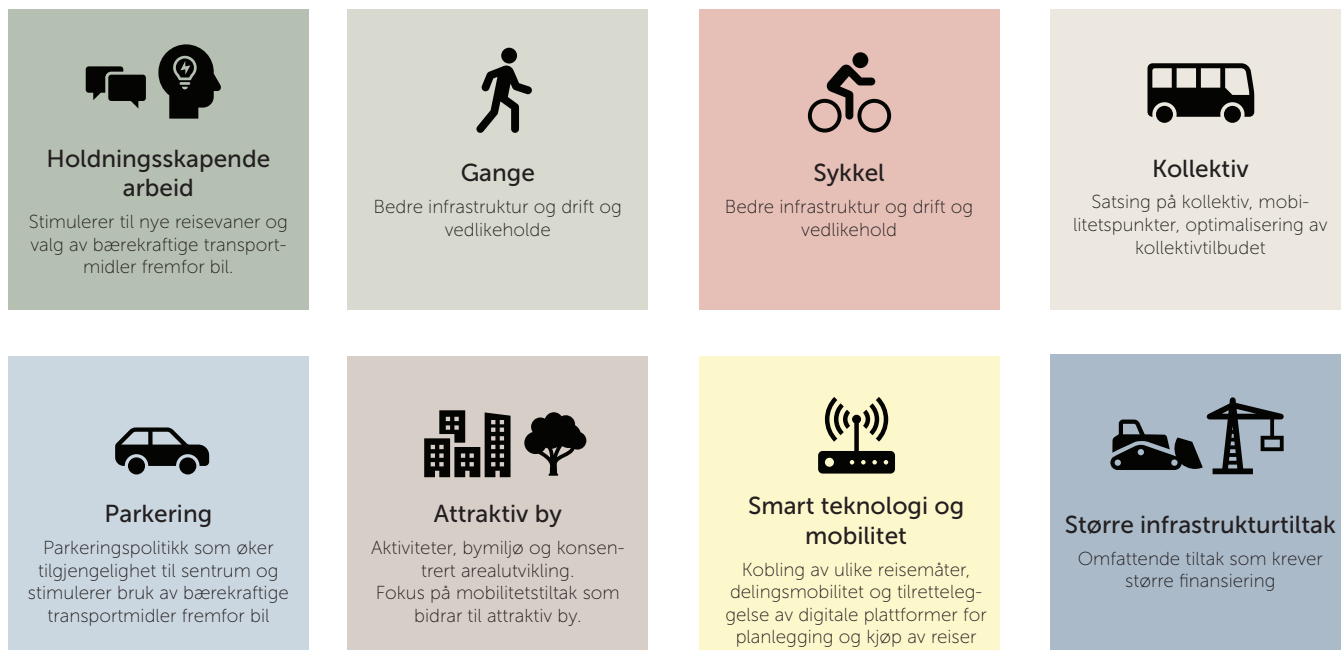 Holdningsskapende
arbeid
Stimulerer til nye reisevaner og
valg av bærekraftige transport-
midler fremfor bil.
Gange
Bedre infrastruktur og drift og
vedlikeholde
Sykkel
Bedre infrastruktur og drift og
vedlikehold
Kollektiv
Satsing på kollektiv, mobi-
litetspunkter, optimalisering av
kollektivtilbudet
Parkering
Parkeringspolitikk som øker
tilgjengelighet til sentrum og
stimulerer bruk av bærekraftige
transportmidler fremfor bil
Attraktiv by
Aktiviteter, bymiljø og konsen-
trert arealutvikling.
Fokus på mobilitetstiltak som
bidrar til attraktiv by.
Smart teknologi og
mobilitet
Kobling av ulike reisemåter,
delingsmobilitet og tilretteleg-
gelse av digitale plattformer for
planlegging og kjøp av reiser
Større infrastrukturtiltak
Omfattende tiltak som krever
større finansiering